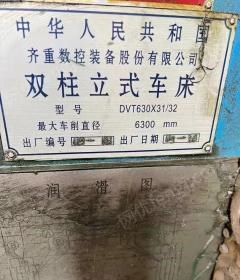 中华人民共和国
齐重数控装备股份有限公司
双柱立式车床
型号 DVT630X31/32
最大车削直径 6300 mm
出厂编号 出厂日期
润滑图